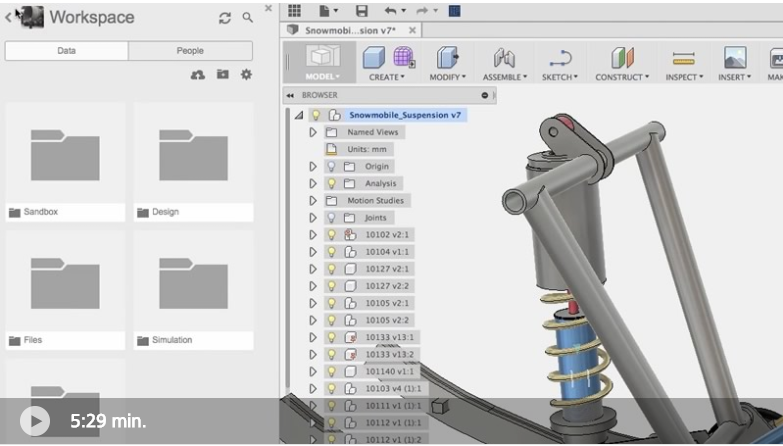 Workspace
Data
People
Sandbox
Design
Files
Simulation
Snowmobi...sion v7*
MODEL
CREATE
MODIFY
ASSEMBLE
SKETCH
CONSTRUCT
INSPECT
INSERT
MAK
BROWSER
Snowmobile_Suspension v7
Named Views
Units: mm
Origin
Analysis
Motion Studies
Joints
10102 v2:1
10104 v1:1
10127 v2:1
10127 v2:2
10105 v2:1
10105 v2:2
10133 v13:1
10133 v13:2
101140 v1:1
10103 v4 (1):1
10111 v1 (1):1
10112 v1 (1):1
10112 v1 (1):2
5:29 min.